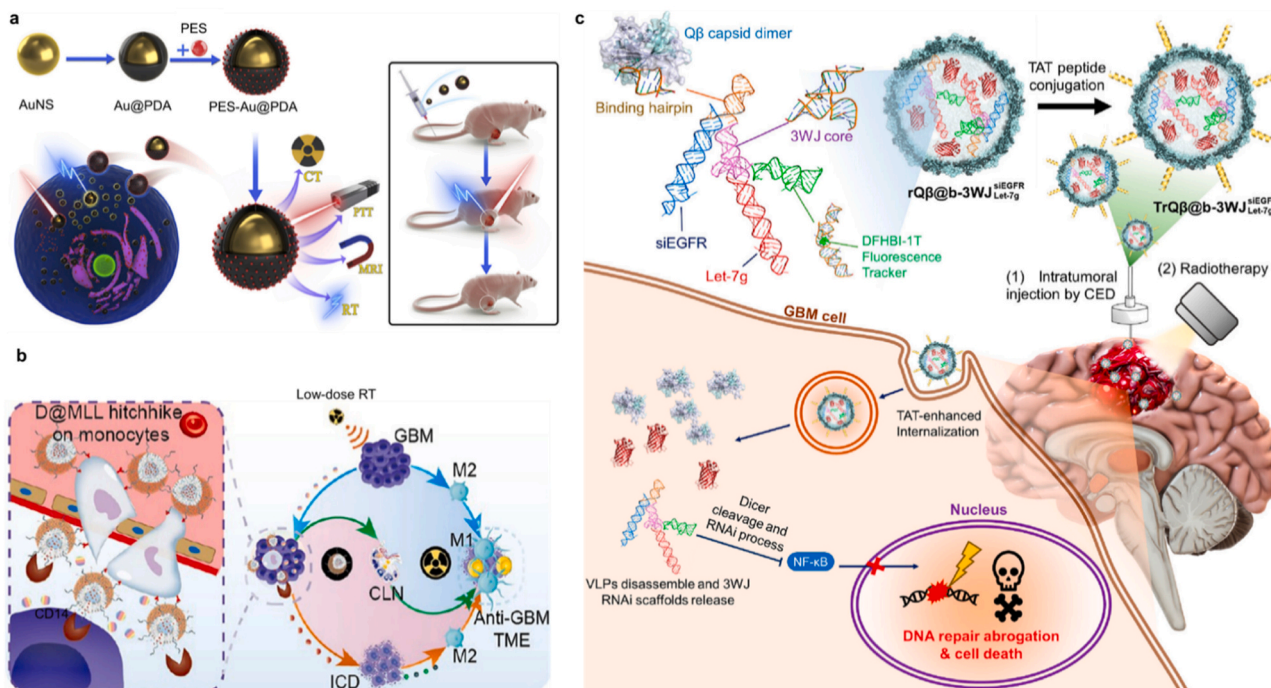 a
PES
+
AuNS
Au@PDA
PES-Au@PDA
CT
PTT
MRI
RT
b
D@MLL hitchhike
on monocytes
CD14
Low-dose RT
GBM
M2
M1
CLN
Anti-GBM
TME
M2
ICD
c
Qβ capsid dimer
Binding hairpin
3WJ core
siEGFR
Let-7g
DFHBI-1T
Fluorescence
Tracker
rQβ@b-3WJ siEGFR
Let-7g
TAT peptide
conjugation
TrQβ@b-3WJ siEGFR
Let-7g
(1) Intratumoral
injection by CED
(2) Radiotherapy
GBM cell
TAT-enhanced
Internalization
VLPs disassemble and 3WJ
RNAi scaffolds release
Dicer
cleavage and
RNAi process
NF-κB
Nucleus
DNA repair abrogation
& cell death